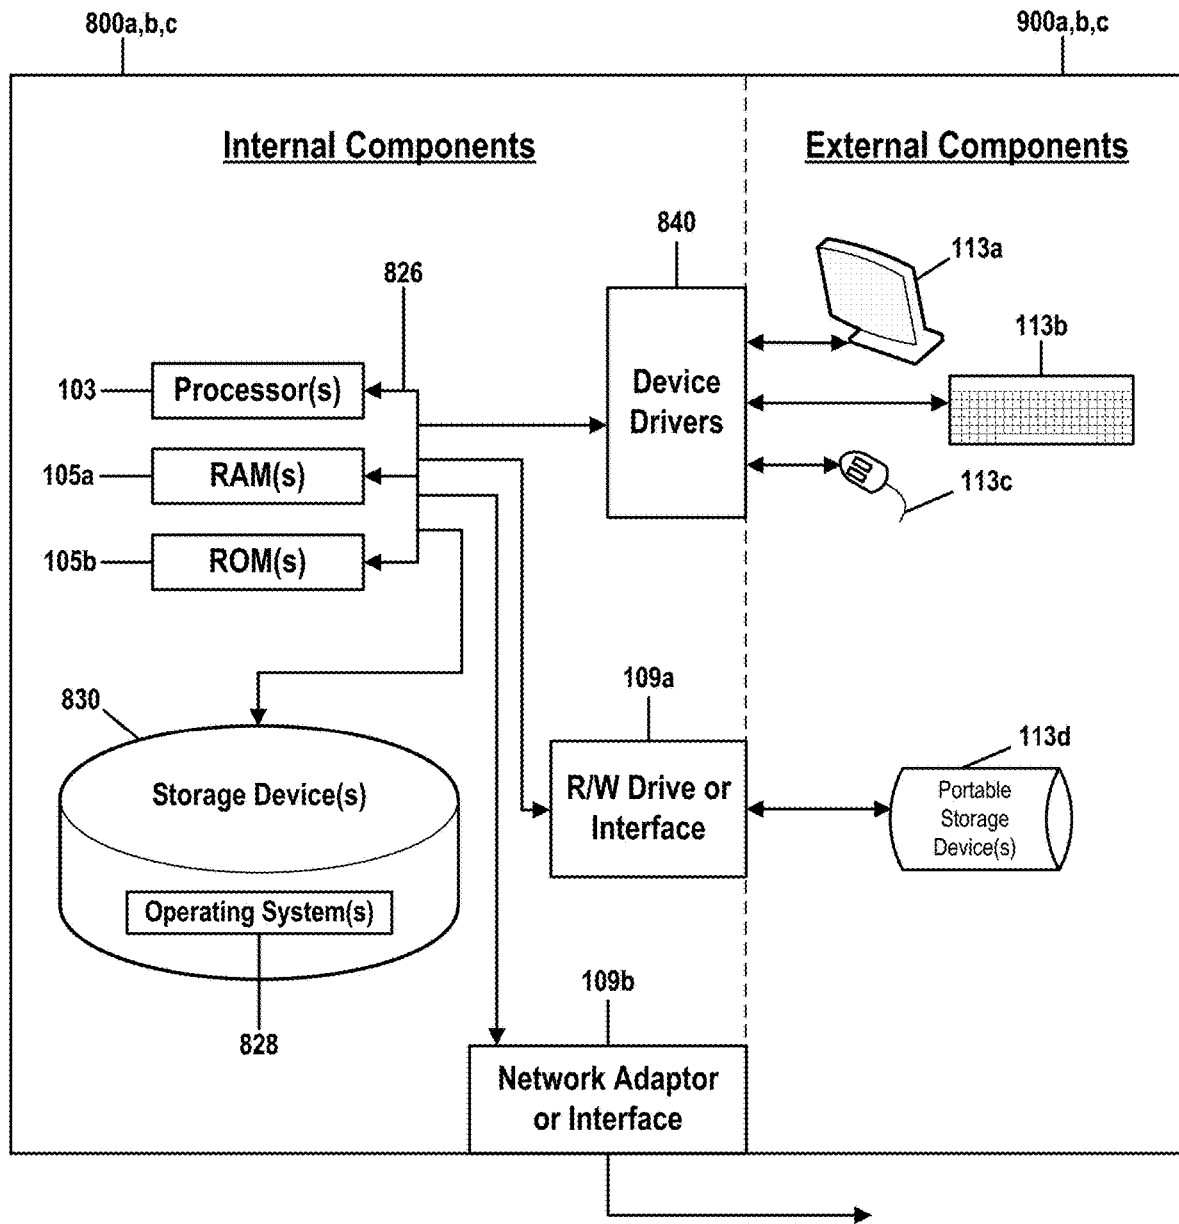 800a,b,c
900a,b,c
Internal Components
External Components
840
113a
826
113b
103
Processor(s)
Device
Drivers
105a
RAM(s)
113c
105b
ROM(s)
109a
830
113d
Storage Device(s)
R/W Drive or
Interface
Portable
Storage
Device(s)
Operating System(s)
109b
828
Network Adaptor
or Interface